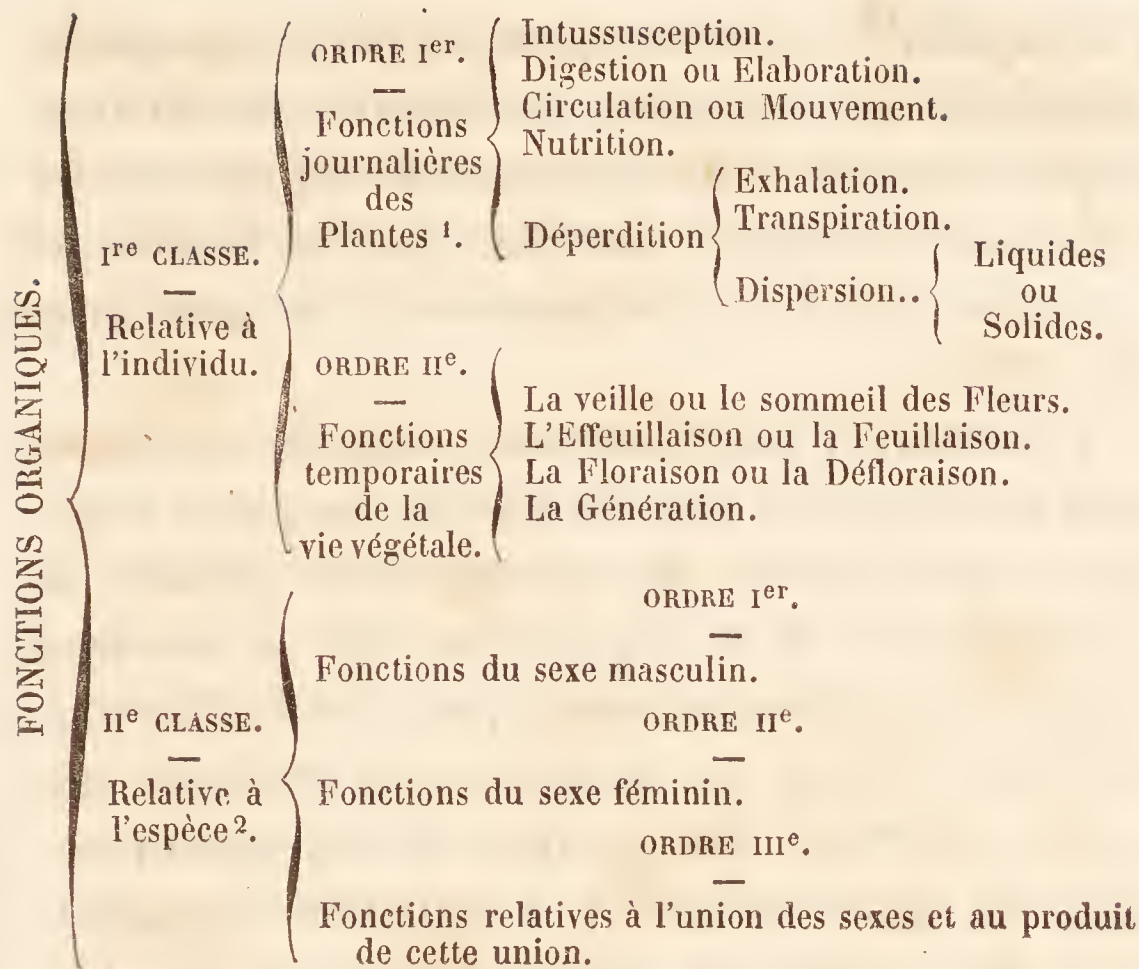 FONCTIONS ORGANIQUES.
Ire CLASSE.
—
Relative à
l'individu.
ORDRE Ier.
—
Fonctions
journalières
des
Plantes 1.
Intussusception.
Digestion ou Elaboration.
Circulation ou Mouvement.
Nutrition.
Déperdition
Exhalation.
Transpiration.
Dispersion..
Liquides
ou
Solides.
ORDRE IIe.
—
Fonctions
temporaires
de la
vie végétale.
La veille ou le sommeil des Fleurs.
L'Effeuillaison ou la Feuillaison.
La Floraison ou la Défloraison.
La Génération.
IIe CLASSE.
—
Relative à
l'espèce 2.
ORDRE Ier.
—
Fonctions du sexe masculin.
ORDRE IIe.
—
Fonctions du sexe féminin.
ORDRE IIIe.
—
Fonctions relatives à l'union des sexes et au produit
de cette union.